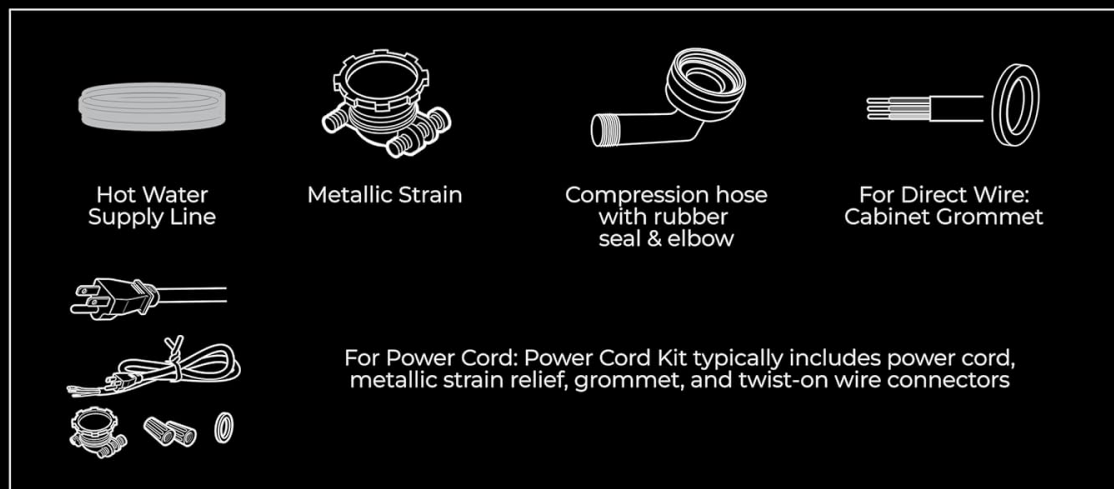 Hot Water
Supply Line
Metallic Strain
Compression hose
with rubber
seal & elbow
For Direct Wire:
Cabinet Grommet
For Power Cord: Power Cord Kit typically includes power cord,
metallic strain relief, grommet, and twist-on wire connectors